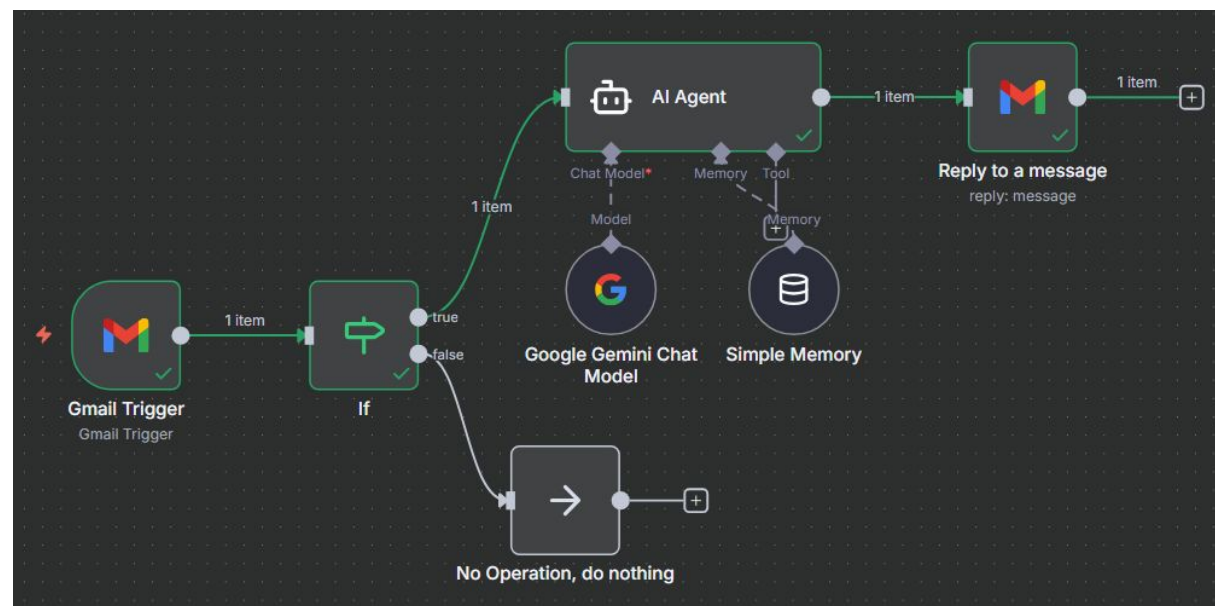 AI Agent
1 item
1 item
Chat Model*
Memory
Tool
Reply to a message
reply: message
1 item
Model
Memory
1 item
true
false
Google Gemini Chat
Model
Simple Memory
Gmail Trigger
Gmail Trigger
If
No Operation, do nothing